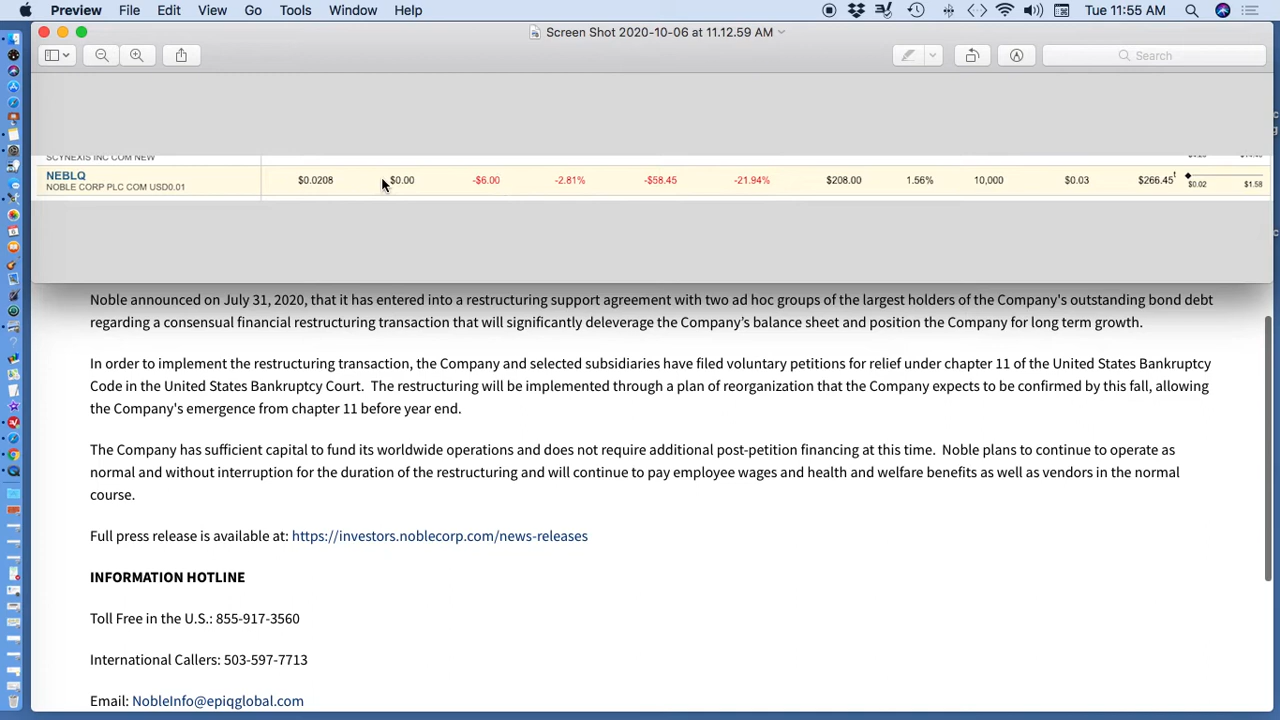 Preview File Edit View Go Tools Window Help Tue 11:55 AM
Screen Shot 2020-10-06 at 11.12.59 AM
Search
SCYNEXIS INC COM NEW
NEBLQ
NOBLE CORP PLC COM USD0.01
$0.0208 $0.00 -$6.00 -2.81% -$58.45 -21.94% $208.00 1.56% 10,000 $0.03 $266.45t
$0.02 $1.58
Noble announced on July 31, 2020, that it has entered into a restructuring support agreement with two ad hoc groups of the largest holders of the Company's outstanding bond debt
regarding a consensual financial restructuring transaction that will significantly deleverage the Company's balance sheet and position the Company for long term growth.
In order to implement the restructuring transaction, the Company and selected subsidiaries have filed voluntary petitions for relief under chapter 11 of the United States Bankruptcy
Code in the United States Bankruptcy Court.  The restructuring will be implemented through a plan of reorganization that the Company expects to be confirmed by this fall, allowing
the Company's emergence from chapter 11 before year end.
The Company has sufficient capital to fund its worldwide operations and does not require additional post-petition financing at this time.  Noble plans to continue to operate as
normal and without interruption for the duration of the restructuring and will continue to pay employee wages and health and welfare benefits as well as vendors in the normal
course.
Full press release is available at: https://investors.noblecorp.com/news-releases
INFORMATION HOTLINE
Toll Free in the U.S.: 855-917-3560
International Callers: 503-597-7713
Email: NobleInfo@epiqglobal.com